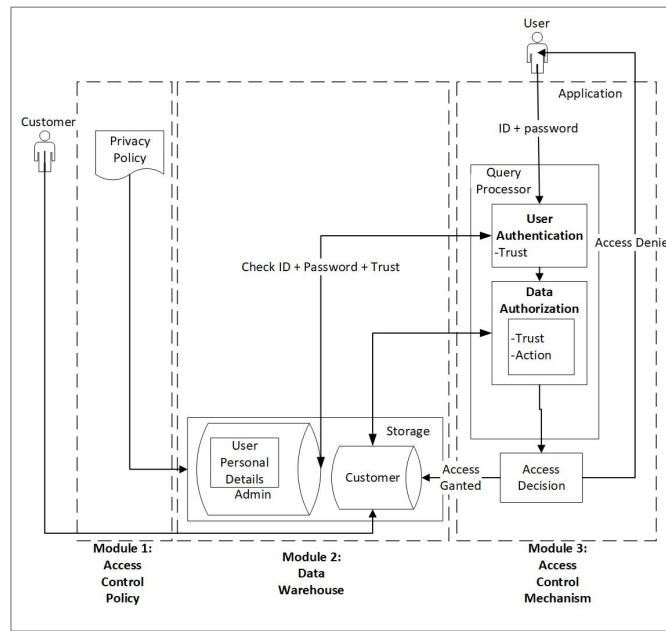 User
Application
Customer
Privacy
Policy
ID + password
Query
Processor
User
Authentication
-Trust
Access Denie
Check ID + Password + Trust
Data
Authorization
-Trust
-Action
Storage
User
Personal
Details
Admin
Customer
Access
Ganted
Access
Decision
Module 1:
Access
Control
Policy
Module 2:
Data
Warehouse
Module 3:
Access
Control
Mechanism